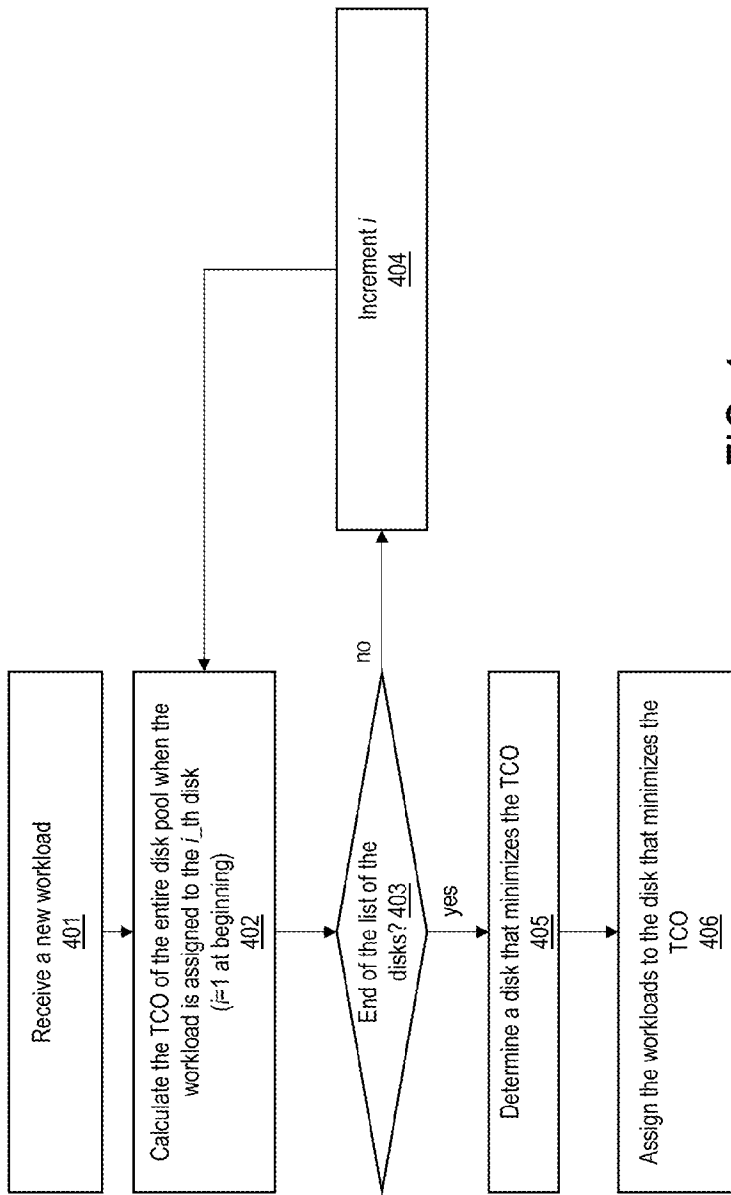 Receive a new workload
401
Calculate the TCO of the entire disk pool when the
workload is assigned to the i_th disk
(i=1 at beginning)
402
End of the list of the
disks? 403
no
Increment i
404
yes
Determine a disk that minimizes the TCO
405
Assign the workloads to the disk that minimizes the
TCO
406